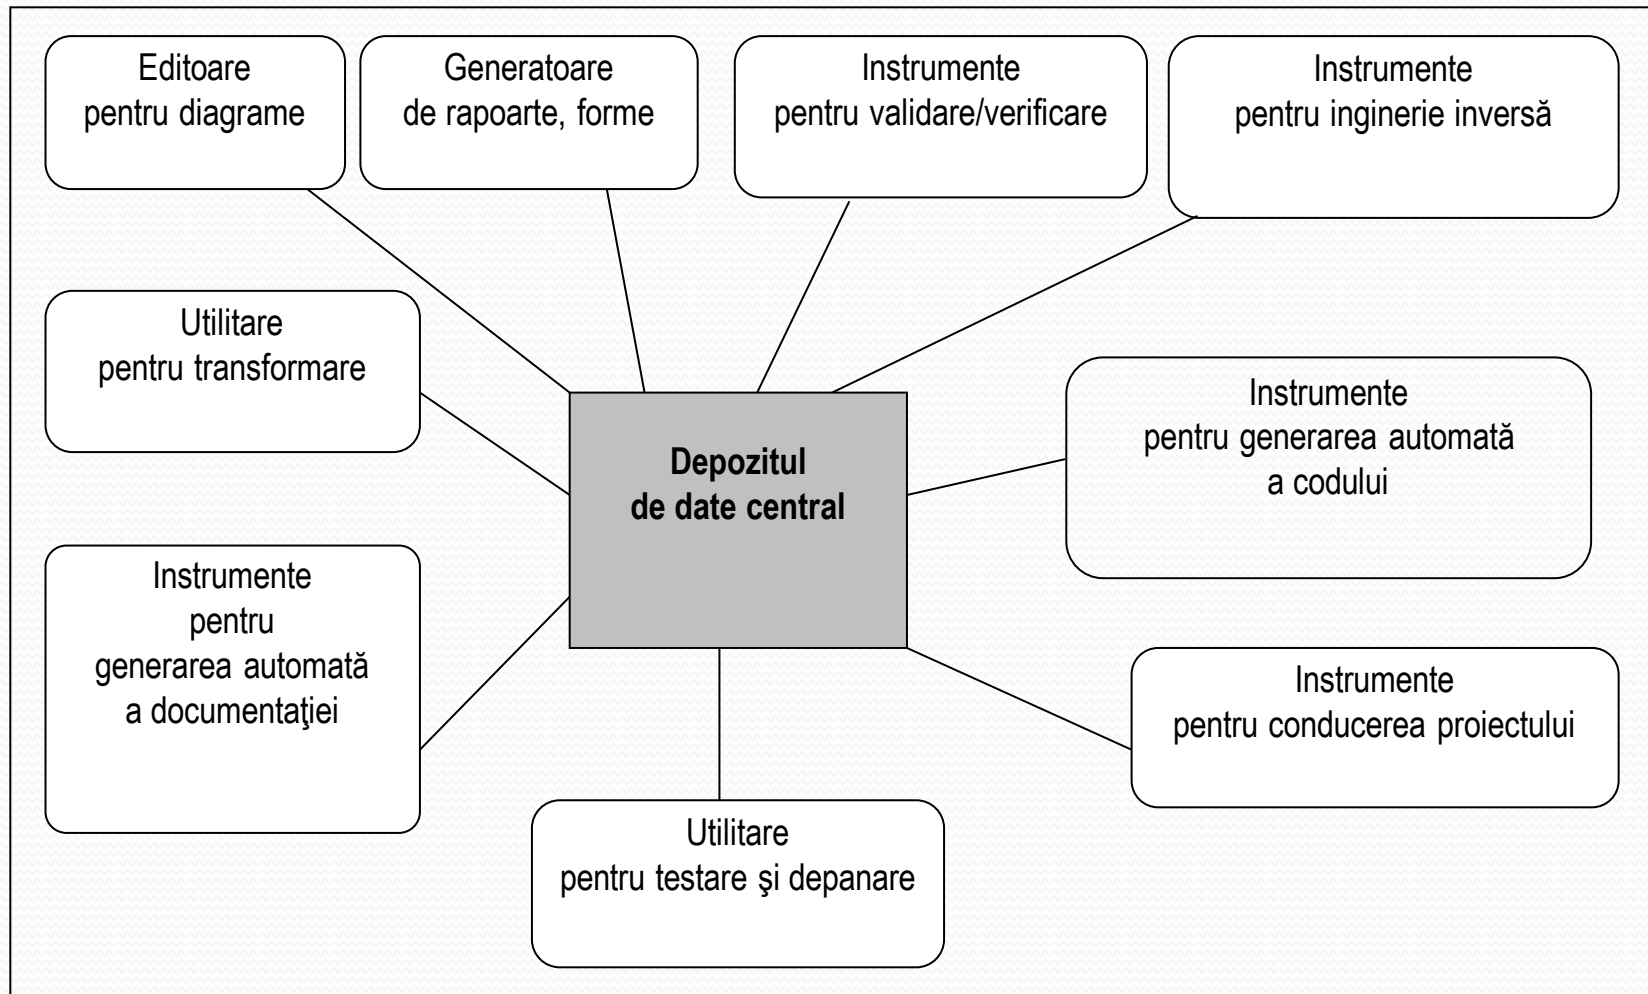 Editoare
pentru diagrame
Generatoare
de rapoarte, forme
Instrumente
pentru validare/verificare
Instrumente
pentru inginerie inversă
Utilitare
pentru transformare
Instrumente
pentru generarea automată
a codului
Depozitul
de date central
Instrumente
pentru
generarea automată
a documentaţiei
Instrumente
pentru conducerea proiectului
Utilitare
pentru testare şi depanare